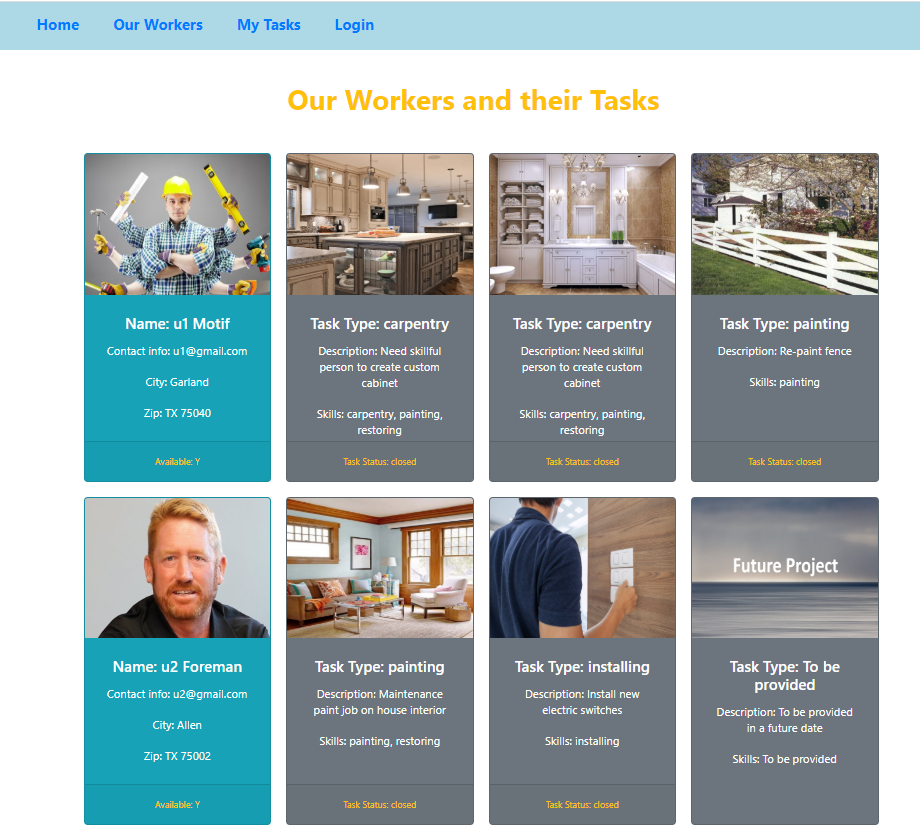 Home Our Workers My Tasks Login
Our Workers and their Tasks
Name: u1 Motif
Contact info: u1@gmail.com
City: Garland
Zip: TX 75040
Available: Y
Task Type: carpentry
Description: Need skillful
person to create custom
cabinet
Skills: carpentry, painting,
restoring
Task Status: closed
Task Type: carpentry
Description: Need skillful
person to create custom
cabinet
Skills: carpentry, painting,
restoring
Task Status: closed
Task Type: painting
Description: Re-paint fence
Skills: painting
Task Status: closed
Name: u2 Foreman
Contact info: u2@gmail.com
City: Allen
Zip: TX 75002
Available: Y
Task Type: painting
Description: Maintenance
paint job on house interior
Skills: painting, restoring
Task Status: closed
Task Type: installing
Description: Install new
electric switches
Skills: installing
Task Status: closed
Future Project
Task Type: To be
provided
Description: To be provided
in a future date
Skills: To be provided